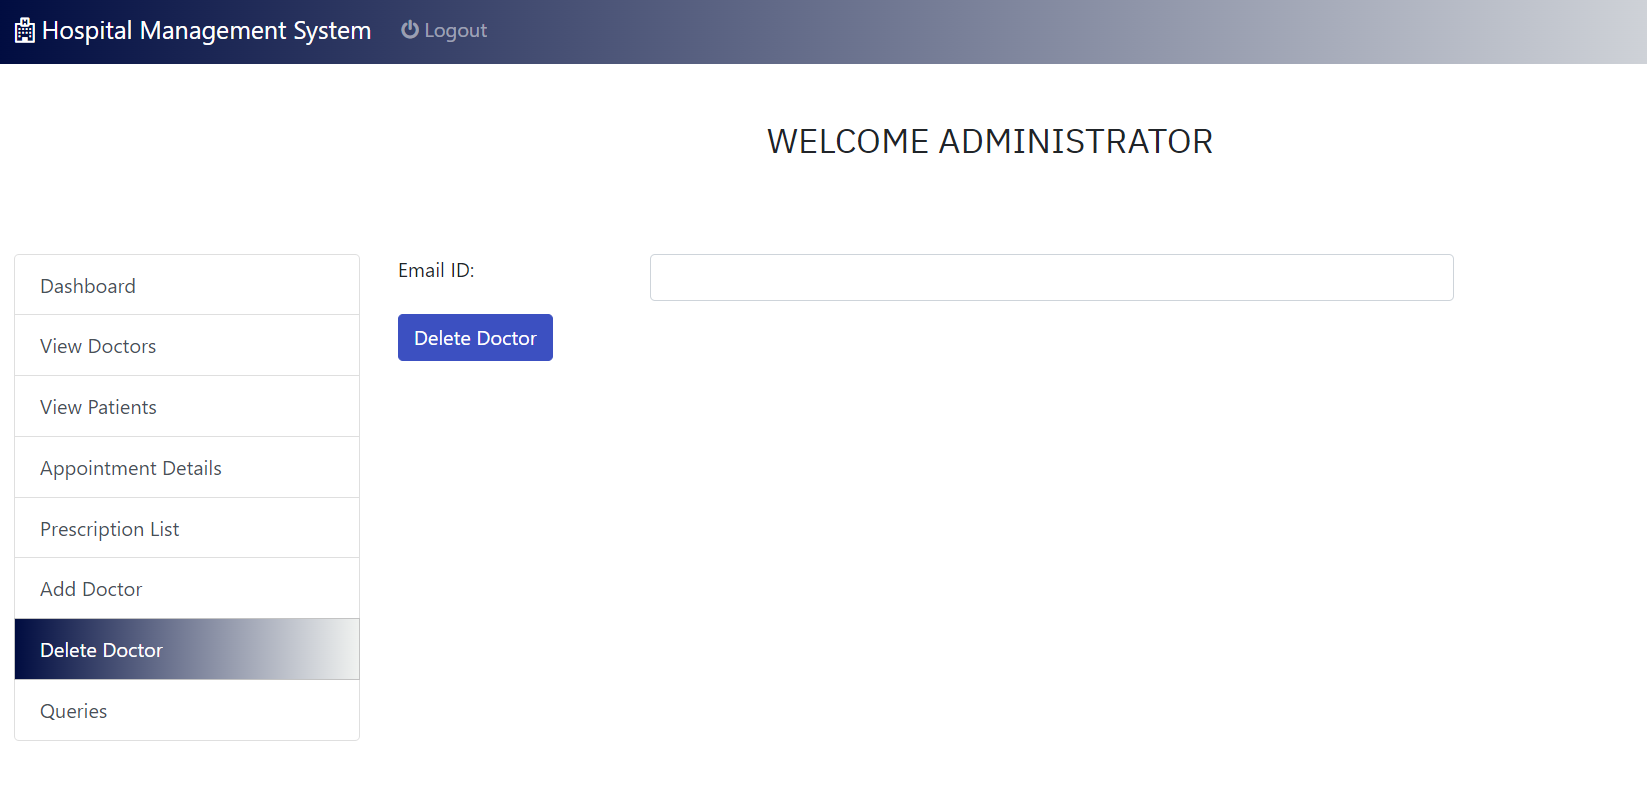 Hospital Management System Logout
WELCOME ADMINISTRATOR
Dashboard
View Doctors
View Patients
Appointment Details
Prescription List
Add Doctor
Delete Doctor
Queries
Email ID:
Delete Doctor